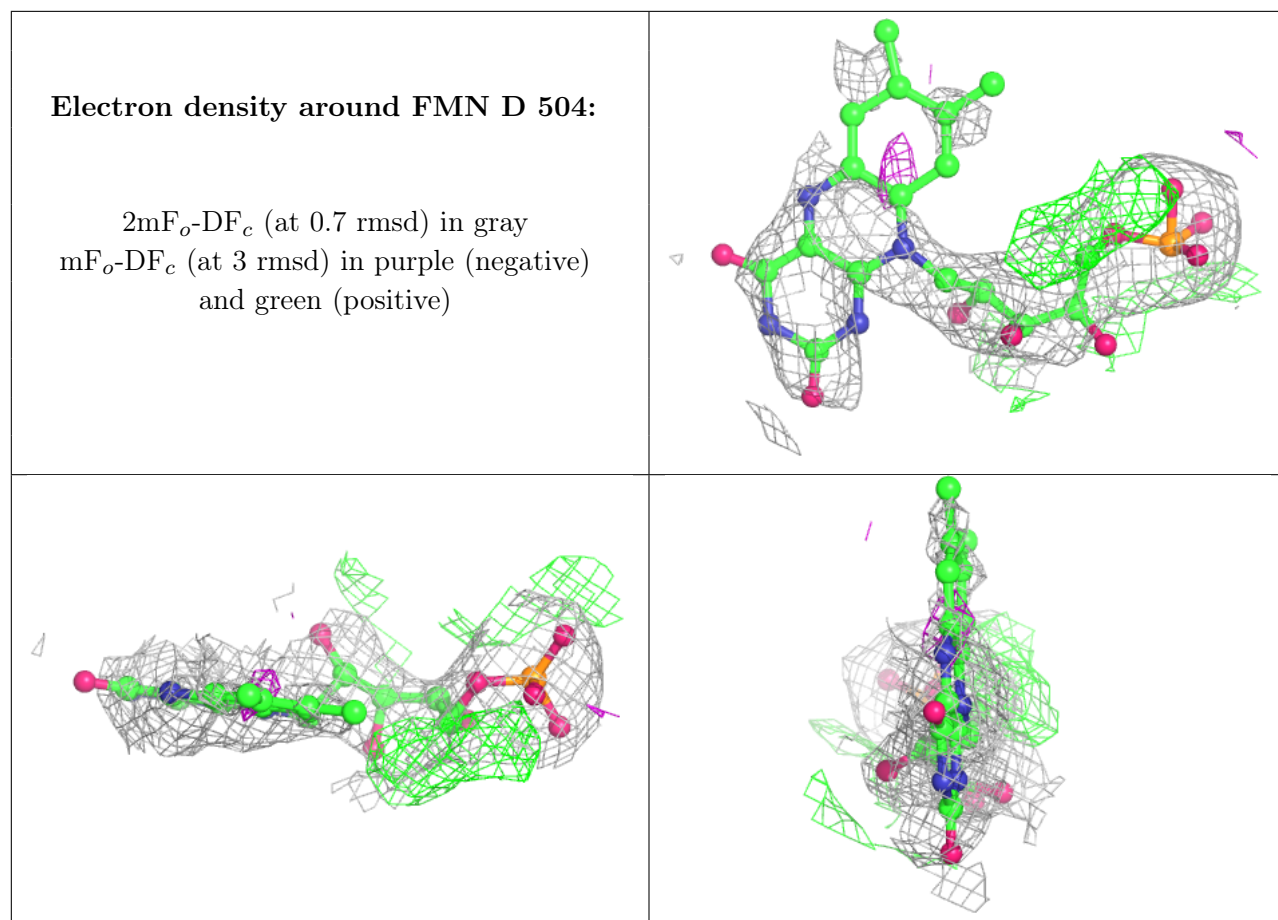 Electron density around FMN D 504:
2mFₒ-DF𝒸 (at 0.7 rmsd) in gray
mFₒ-DF𝒸 (at 3 rmsd) in purple (negative)
and green (positive)